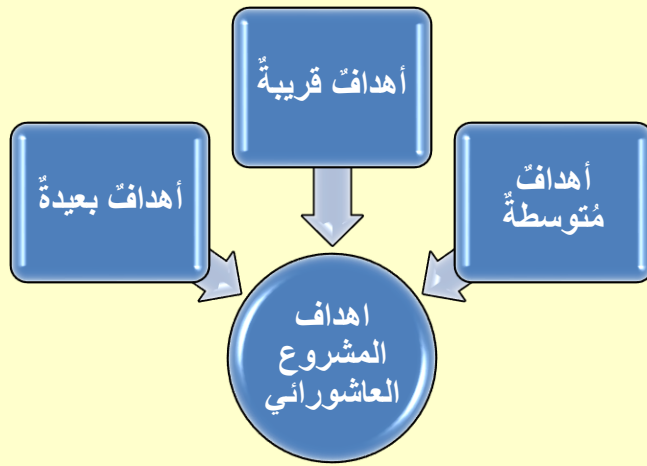 أهدافٌ قريبةٌ
أهدافٌ
مُتوسطةٌ
أهدافٌ بعيدةٌ
اهداف
المشروع
العاشورائي